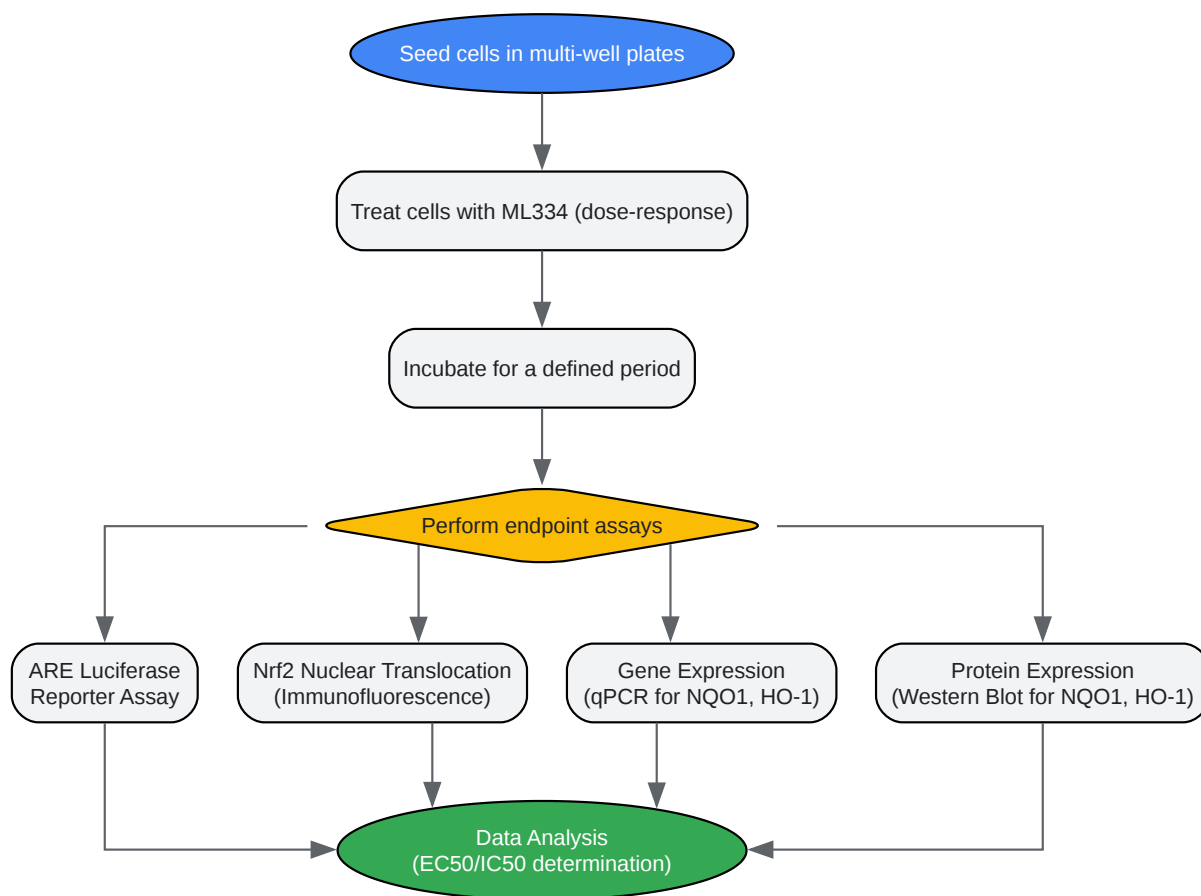 Seed cells in multi-well plates
Treat cells with ML334 (dose-response)
Incubate for a defined period
Perform endpoint assays
ARE Luciferase
Reporter Assay
Nrf2 Nuclear Translocation
(Immunofluorescence)
Gene Expression
(qPCR for NQO1, HO-1)
Protein Expression
(Western Blot for NQO1, HO-1)
Data Analysis
(EC50/IC50 determination)